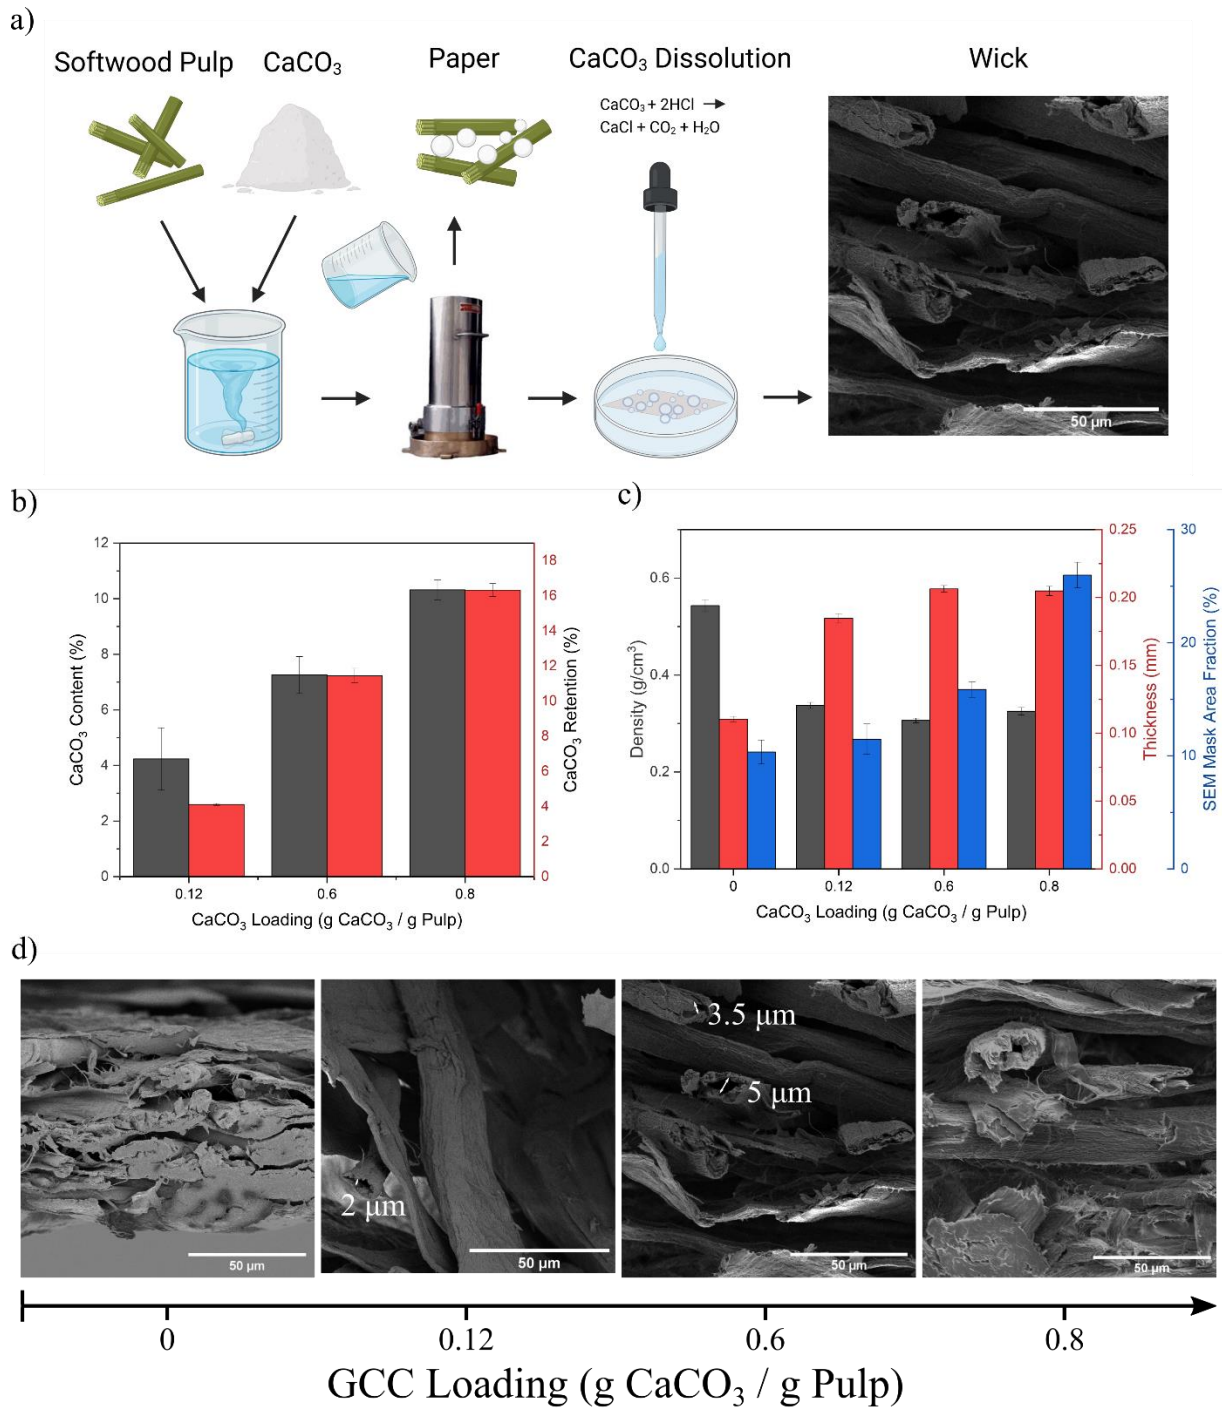 a)
Softwood Pulp
CaCO₃
Paper
CaCO₃ Dissolution
Wick
CaCO₃ + 2HCl →
CaCl + CO₂ + H₂O
50 µm
b)
12
10
8
6
4
2
0
CaCO₃ Content (%)
18
16
14
12
10
8
6
4
2
0
CaCO₃ Retention (%)
0.12
0.6
0.8
CaCO₃ Loading (g CaCO₃ / g Pulp)
c)
0.6
0.4
0.2
0.0
Density (g/cm³)
0.25
0.20
0.15
0.10
0.05
0.00
Thickness (mm)
30
20
10
0
SEM Mask Area Fraction (%)
0
0.12
0.6
0.8
CaCO₃ Loading (g CaCO₃ / g Pulp)
d)
50 µm
2 µm
50 µm
3.5 µm
5 µm
50 µm
50 µm
0
0.12
0.6
0.8
GCC Loading (g CaCO₃ / g Pulp)